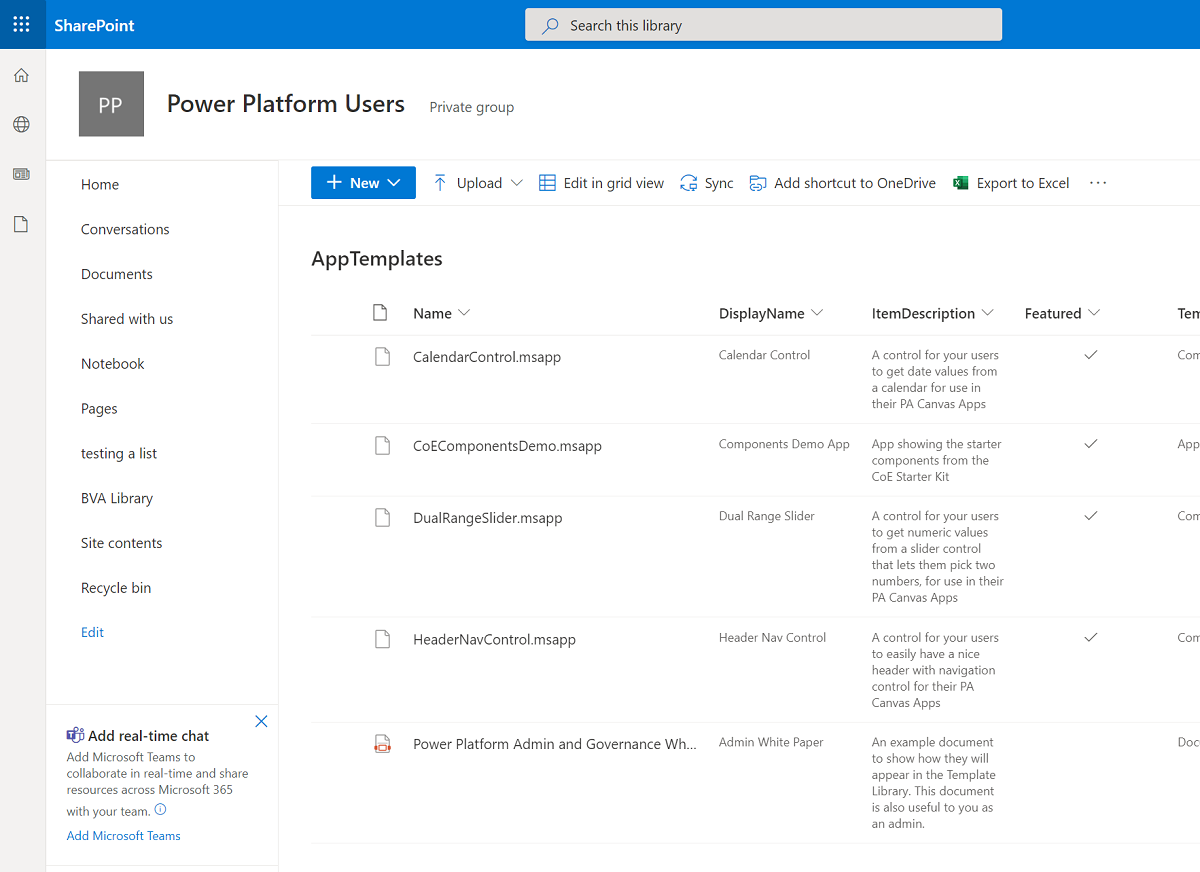 SharePoint
Search this library
PP
Power Platform Users
Private group
Home
Conversations
Documents
Shared with us
Notebook
Pages
testing a list
BVA Library
Site contents
Recycle bin
Edit
Add real-time chat
Add Microsoft Teams to
collaborate in real-time and share
resources across Microsoft 365
with your team.
Add Microsoft Teams
New
Upload
Edit in grid view
Sync
Add shortcut to OneDrive
Export to Excel
···
AppTemplates
Name
DisplayName
ItemDescription
Featured
Tem
CalendarControl.msapp
Calendar Control
A control for your users
to get date values from
a calendar for use in
their PA Canvas Apps
Com
CoEComponentsDemo.msapp
Components Demo App
App showing the starter
components from the
CoE Starter Kit
App
DualRangeSlider.msapp
Dual Range Slider
A control for your users
to get numeric values
from a slider control
that lets them pick two
numbers, for use in their
PA Canvas Apps
Com
HeaderNavControl.msapp
Header Nav Control
A control for your users
to easily have a nice
header with navigation
control for their PA
Canvas Apps
Com
Power Platform Admin and Governance Wh...
Admin White Paper
An example document
to show how they will
appear in the Template
Library. This document
is also useful to you as
an admin.
Doc